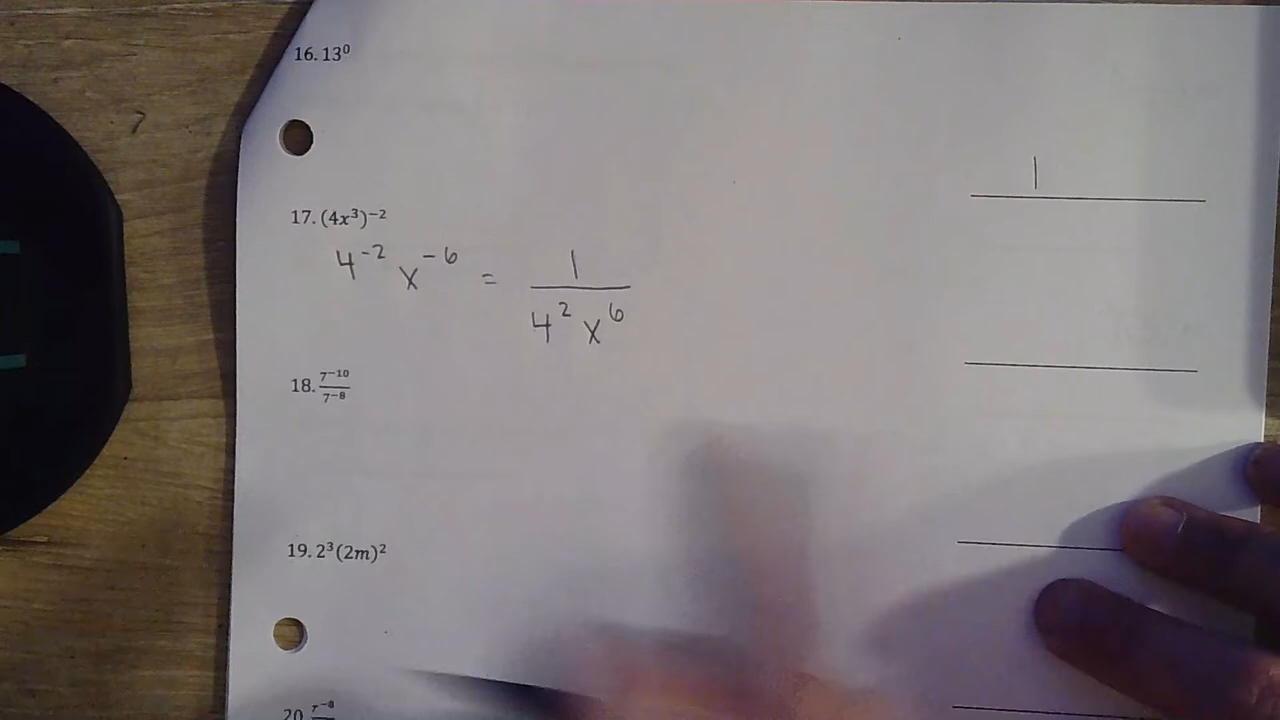 16. 13⁰
1
17. (4x³)⁻²
4⁻² x⁻⁶ = 1 / 4² x⁶
18. 7⁻¹⁰ / 7⁻⁸
19. 2³(2m)²
20.